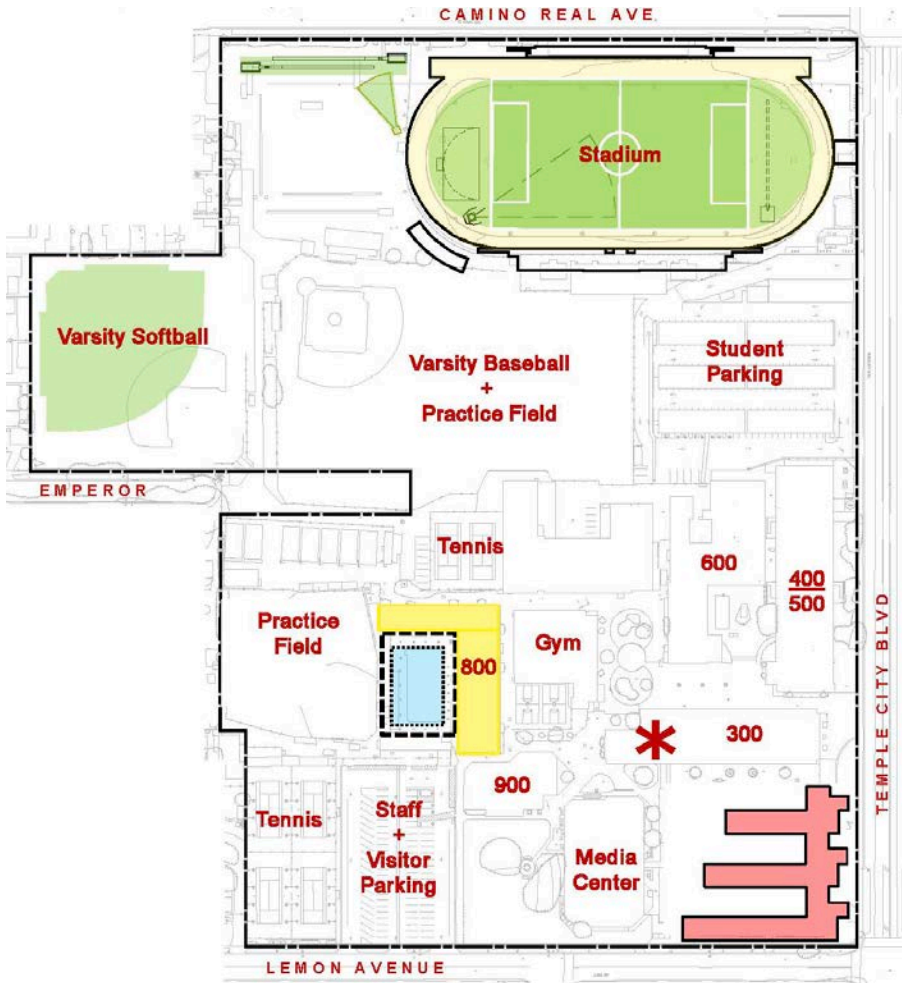 CAMINO REAL AVE.
Stadium
Varsity Softball
Varsity Baseball
+
Practice Field
Student
Parking
EMPEROR
Tennis
600
400
500
Practice
Field
800
Gym
TEMPLE CITY BLVD
300
900
Tennis
Staff
+
Visitor
Parking
Media
Center
LEMON AVENUE